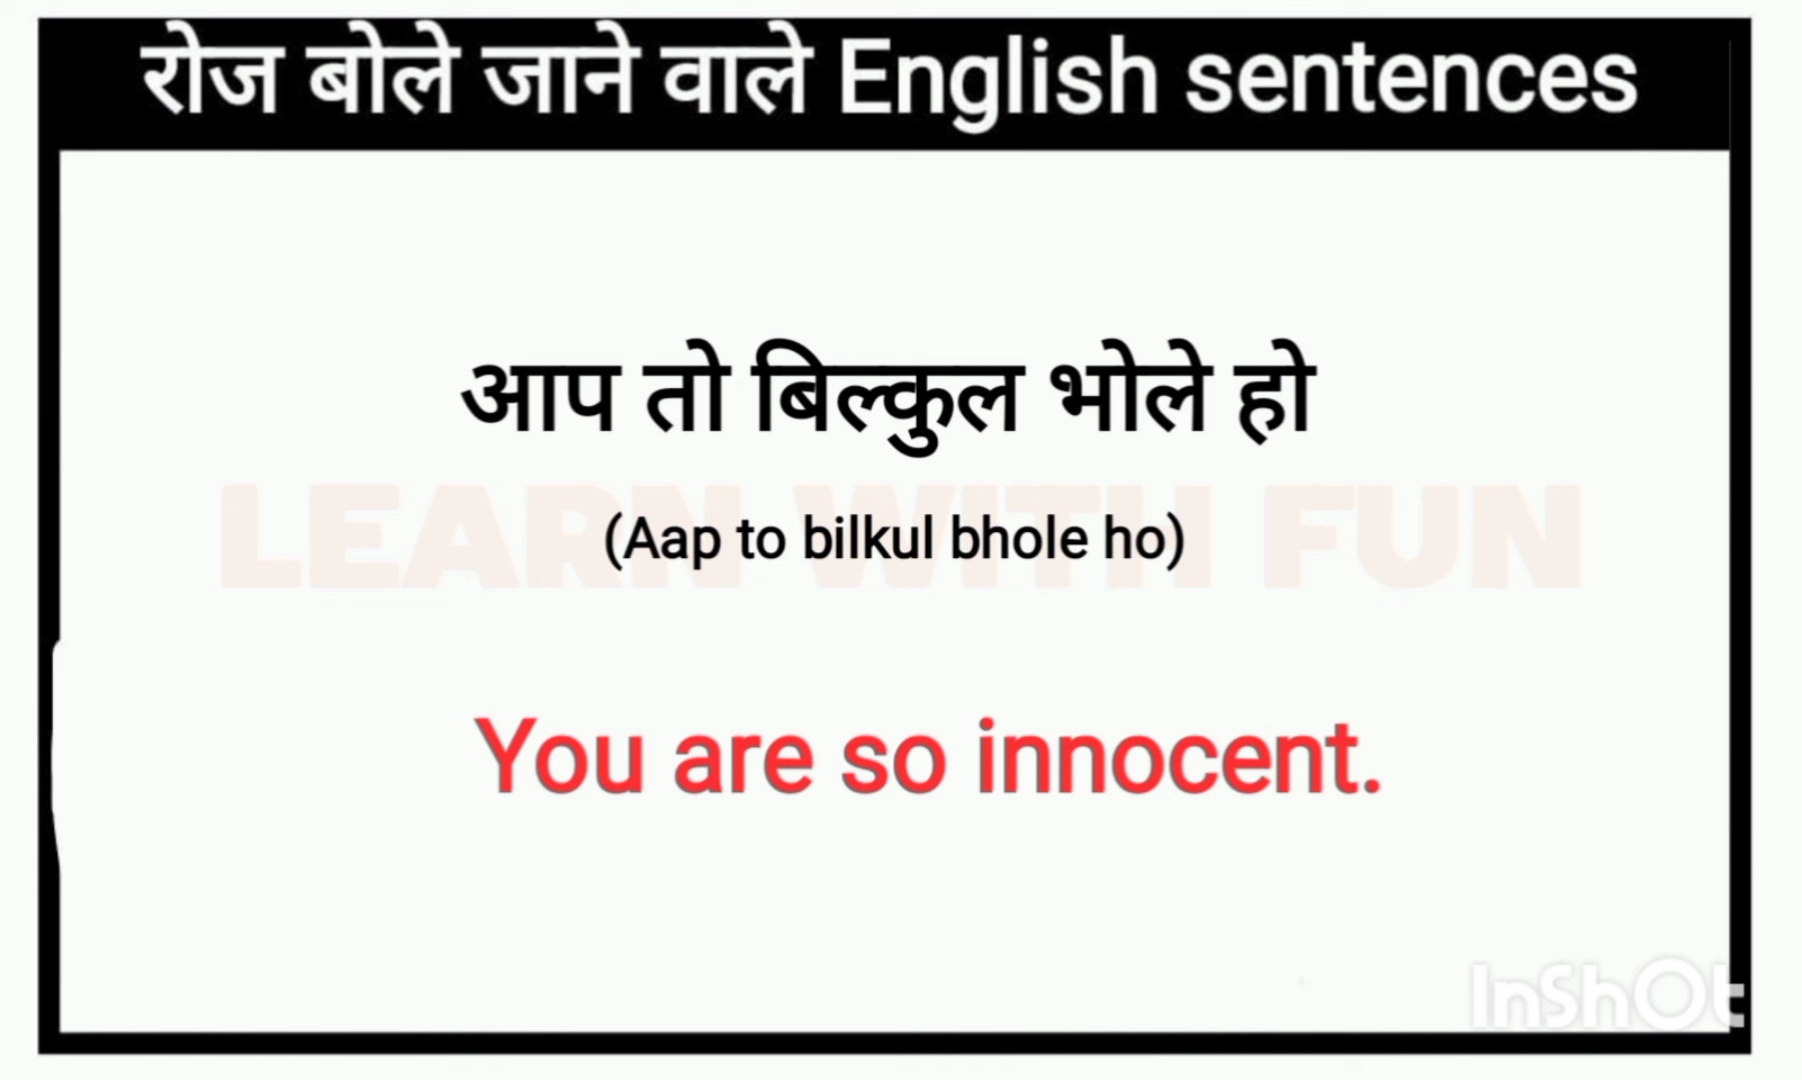 रोज बोले जाने वाले English sentences
आप तो बिल्कुल भोले हो
LEARN WITH FUN
(Aap to bilkul bhole ho)
You are so innocent.
InShOt